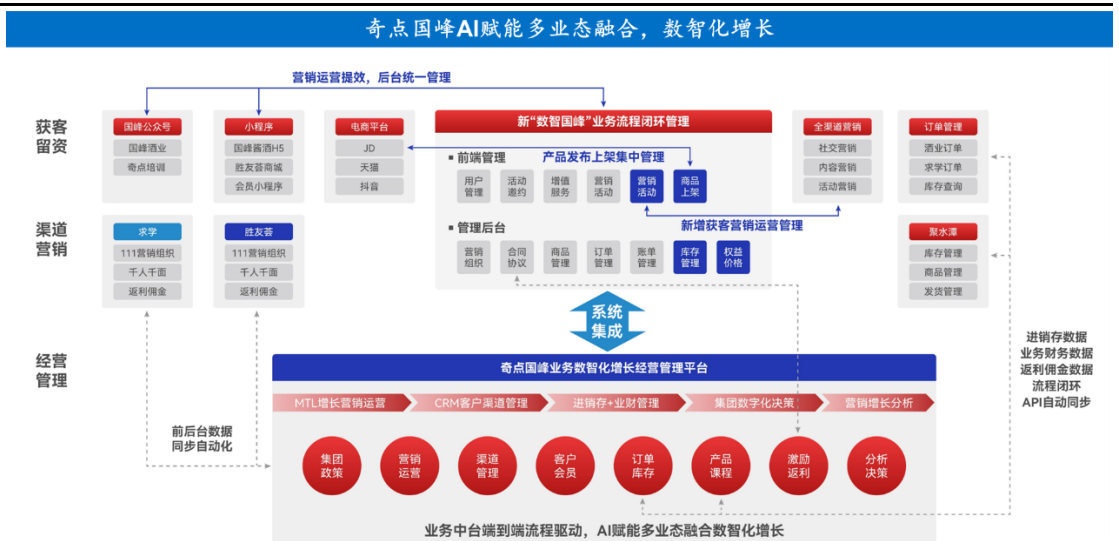 奇点国峰AI赋能多业态融合，数智化增长
营销运营提效，后台统一管理
获客
留资
国峰公众号
国峰酒业
奇点培训
小程序
国峰酱酒H5
胜友荟商城
会员小程序
电商平台
JD
天猫
抖音
新“数智国峰”业务流程闭环管理
▪ 前端管理
产品发布上架集中管理
用户
管理
活动
邀约
增值
服务
营销
活动
营销
活动
商品
上架
▪ 管理后台
新增获客营销运营管理
营销
组织
合同
协议
商品
管理
订单
管理
账单
管理
库存
管理
权益
价格
全渠道营销
社交营销
内容营销
活动营销
订单管理
酒业订单
求学订单
库存查询
渠道
营销
求学
111营销组织
千人千面
返利佣金
胜友荟
111营销组织
千人千面
返利佣金
聚水潭
库存管理
商品管理
发货管理
系统
集成
经营
管理
奇点国峰业务数智化增长经营管理平台
MTL增长营销运营
CRM客户渠道管理
进销存+业财管理
集团数字化决策
营销增长分析
前后台数据
同步自动化
集团
政策
营销
运营
渠道
管理
客户
会员
订单
库存
产品
课程
激励
返利
分析
决策
进销存数据
业务财务数据
返利佣金数据
流程闭环
API自动同步
业务中台端到端流程驱动，AI赋能多业态融合数智化增长